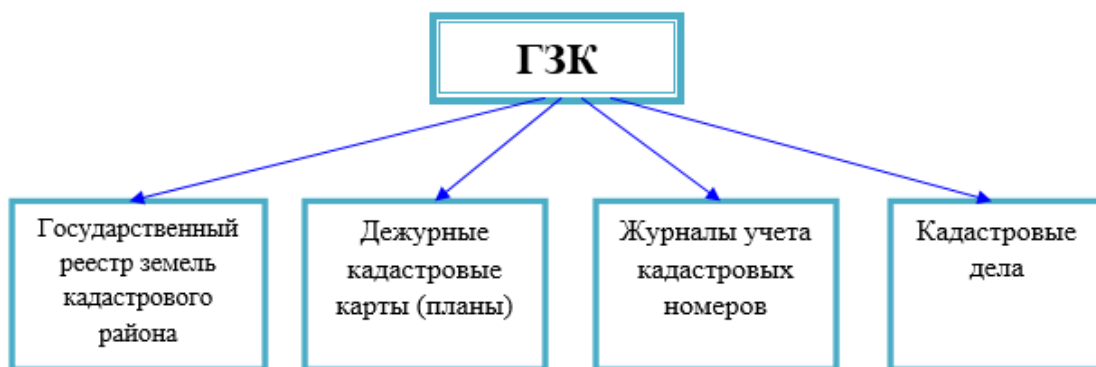 ГЗК
Государственный
реестр земель
кадастрового
района
Дежурные
кадастровые
карты (планы)
Журналы учета
кадастровых
номеров
Кадастровые
дела